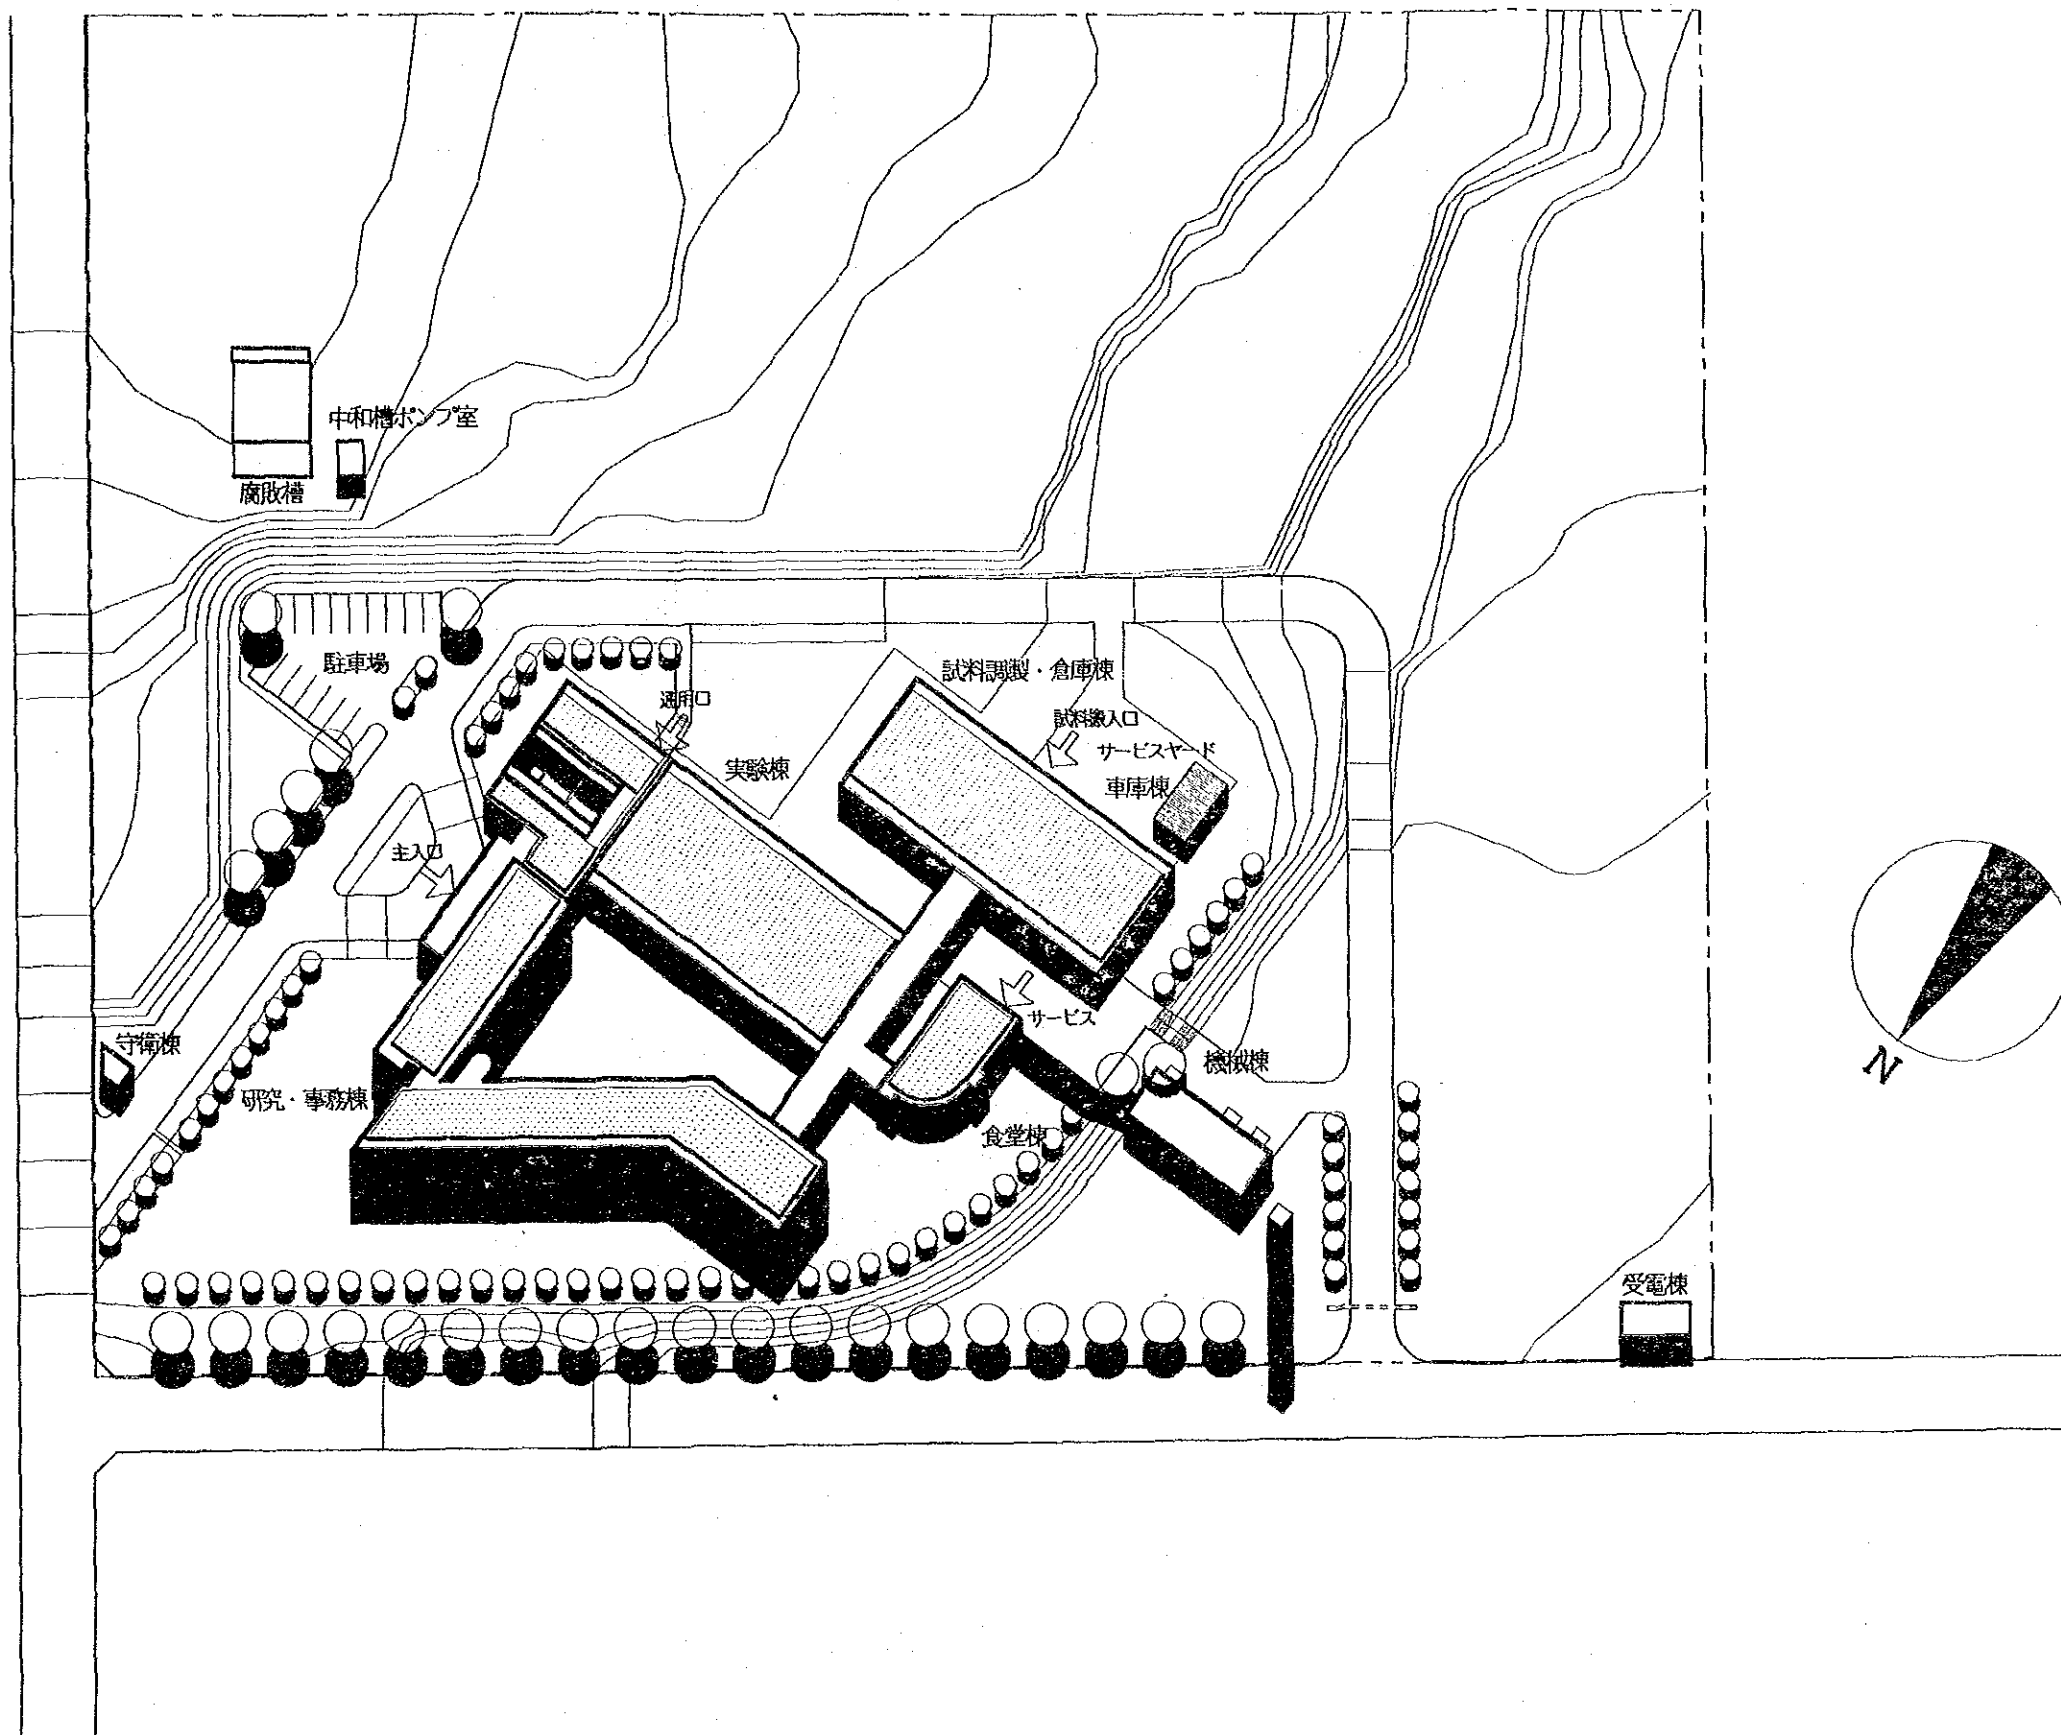 中和槽ポンプ室
腐敗槽
駐車場
通用口
試料調製・倉庫棟
試料搬入口
サービスヤード
車庫棟
実験棟
主入口
サービス
守衛棟
研究・事務棟
機械棟
食堂棟
受電棟
N